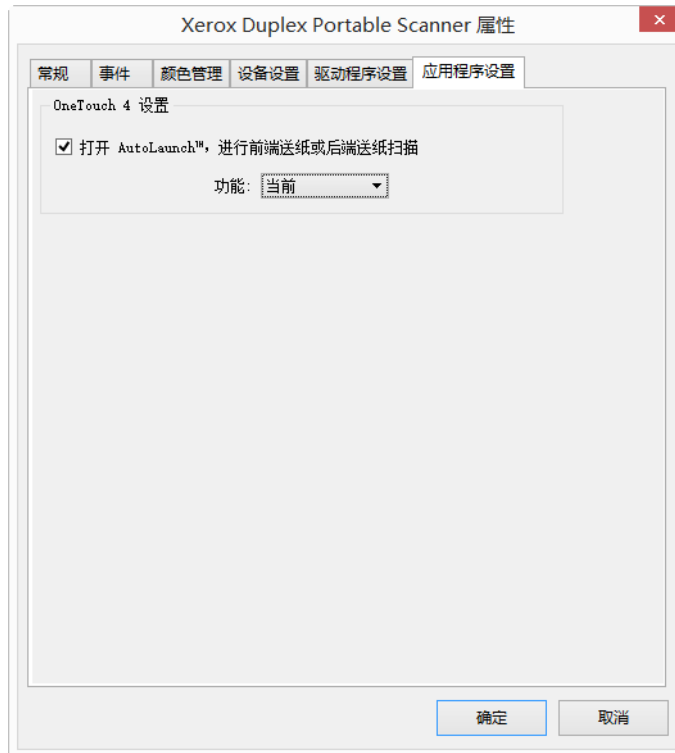 Xerox Duplex Portable Scanner 属性
常规 事件 颜色管理 设备设置 驱动程序设置 应用程序设置
OneTouch 4 设置
打开 AutoLaunch™，进行前端送纸或后端送纸扫描
功能: 当前
确定 取消